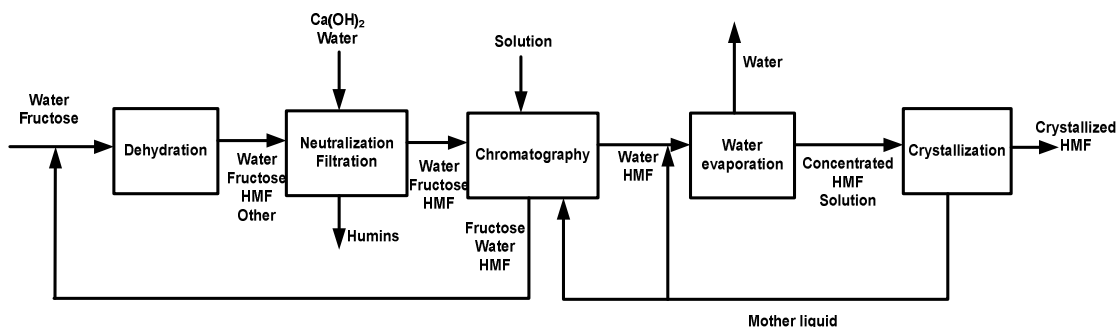 Ca(OH)2
Water
Solution
Water
Water
Fructose
Dehydration
Neutralization
Filtration
Chromatography
Water
evaporation
Crystallization
Crystallized
HMF
Water
Fructose
HMF
Other
Water
Fructose
HMF
Water
HMF
Concentrated
HMF
Solution
Humins
Fructose
Water
HMF
Mother liquid